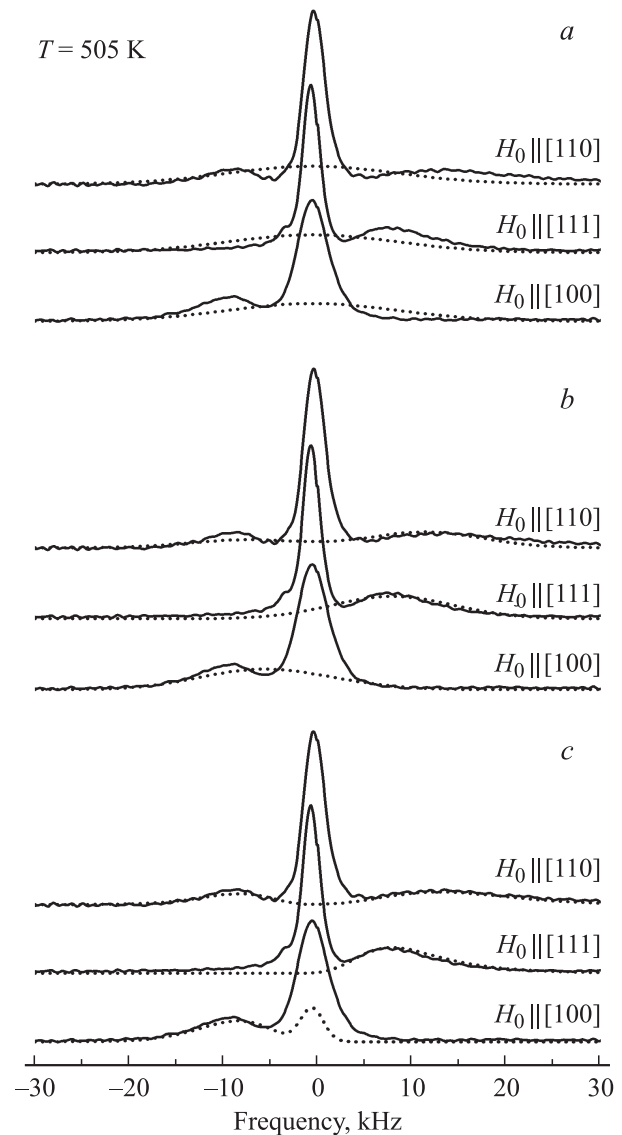 T = 505 K
a
H0 || [110]
H0 || [111]
H0 || [100]
b
H0 || [110]
H0 || [111]
H0 || [100]
c
H0 || [110]
H0 || [111]
H0 || [100]
–30 –20 –10 0 10 20 30
Frequency, kHz